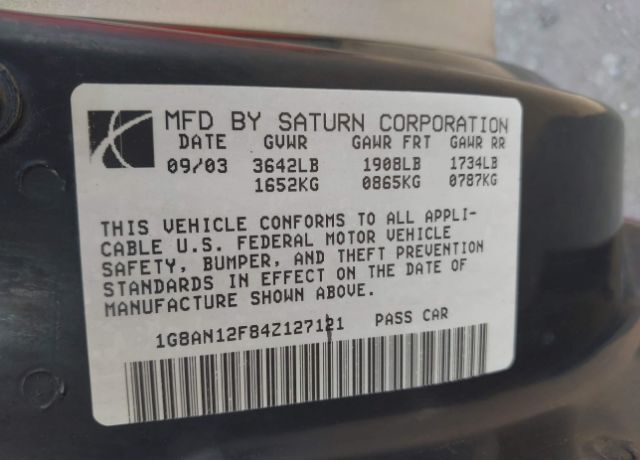 MFD BY SATURN CORPORATION
DATE GVWR GAWR FRT GAWR RR
09/03 3642LB 1908LB 1734LB
1652KG 0865KG 0787KG
THIS VEHICLE CONFORMS TO ALL APPLI-
CABLE U.S. FEDERAL MOTOR VEHICLE
SAFETY, BUMPER, AND THEFT PREVENTION
STANDARDS IN EFFECT ON THE DATE OF
MANUFACTURE SHOWN ABOVE.
1G8AN12F84Z127121 PASS CAR